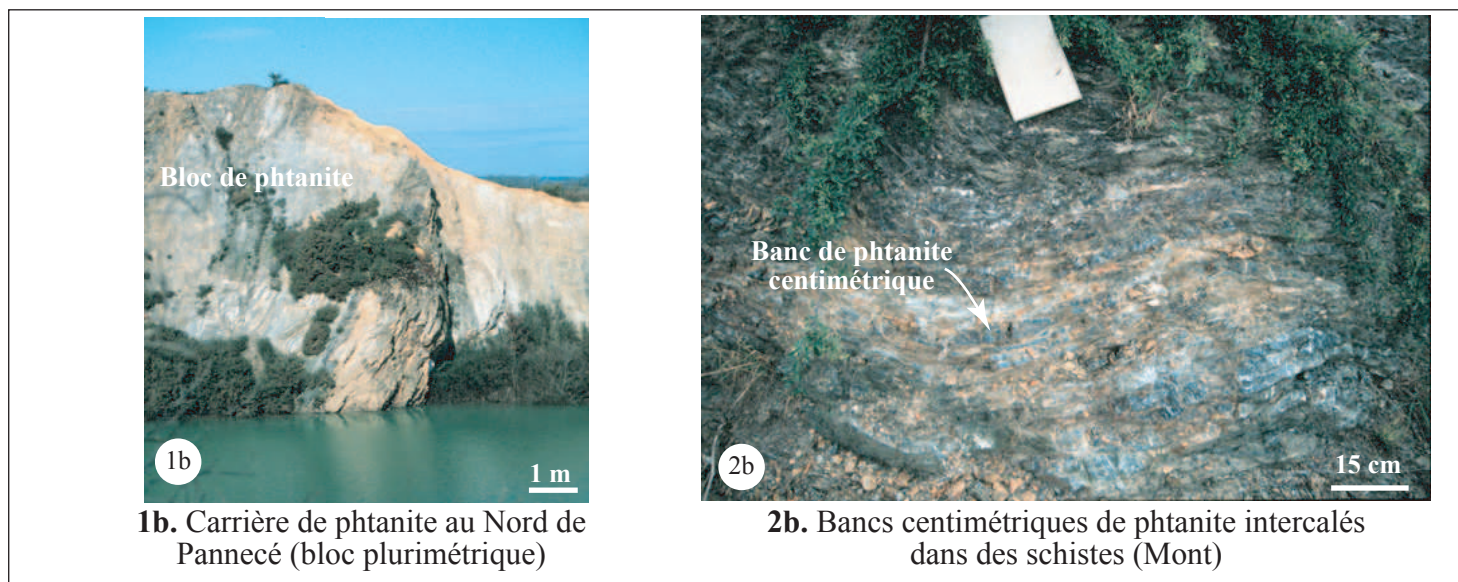 Bloc de phtanite
1b
1 m
1b. Carrière de phtanite au Nord de
Pannecé (bloc plurimétrique)
Banc de phtanite
centimétrique
2b
15 cm
2b. Bancs centimétriques de phtanite intercalés
dans des schistes (Mont)